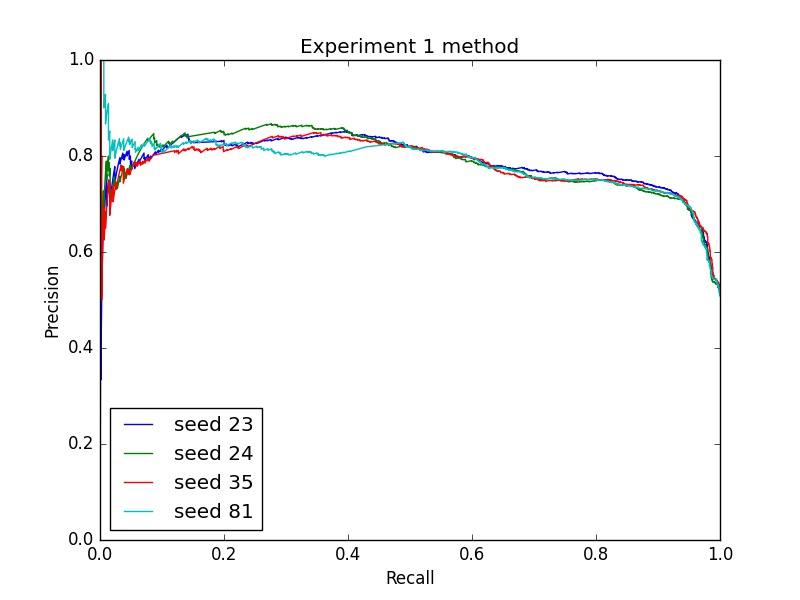 Experiment 1 method
1.0
0.8
0.6
0.4
0.2
0.0
Precision
seed 23
seed 24
seed 35
seed 81
0.0 0.2 0.4 0.6 0.8 1.0
Recall